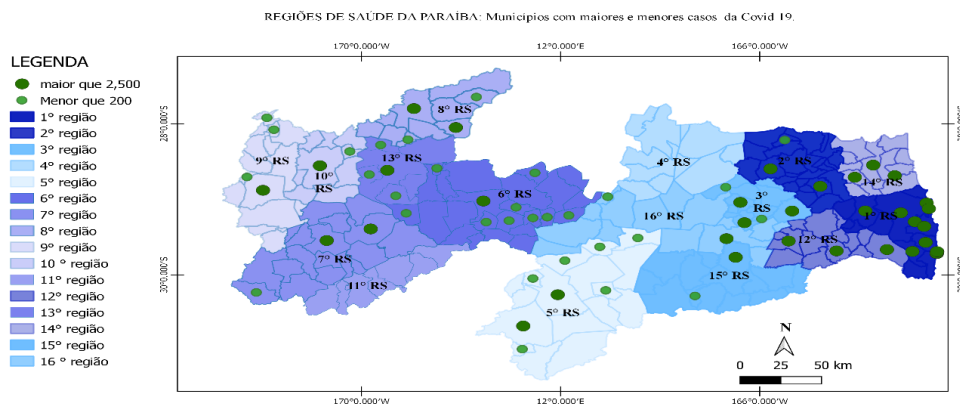 REGIÕES DE SAÚDE DA PARAÍBA: Municipios com maiores e menores casos da Covid 19.
170°0.000'W 12°0.000'W 166°0.000'W
LEGENDA
maior que 2,500
Menor que 200
1° região
2° região
3° região
4° região
5° região
6° região
7° região
8° região
9° região
10 ° região
11° região
12° região
13° região
14° região
15° região
16 ° região
8° RS
9° RS
10°
RS
13° RS
6° RS
7° RS
11° RS
5° RS
4° RS
16° RS
3°
RS
15° RS
2° RS
14° RS
1° RS
12° RS
28°0.000'S
N
0 25 50 km
170°0.000'W 12°0.000'W 166°0.000'W